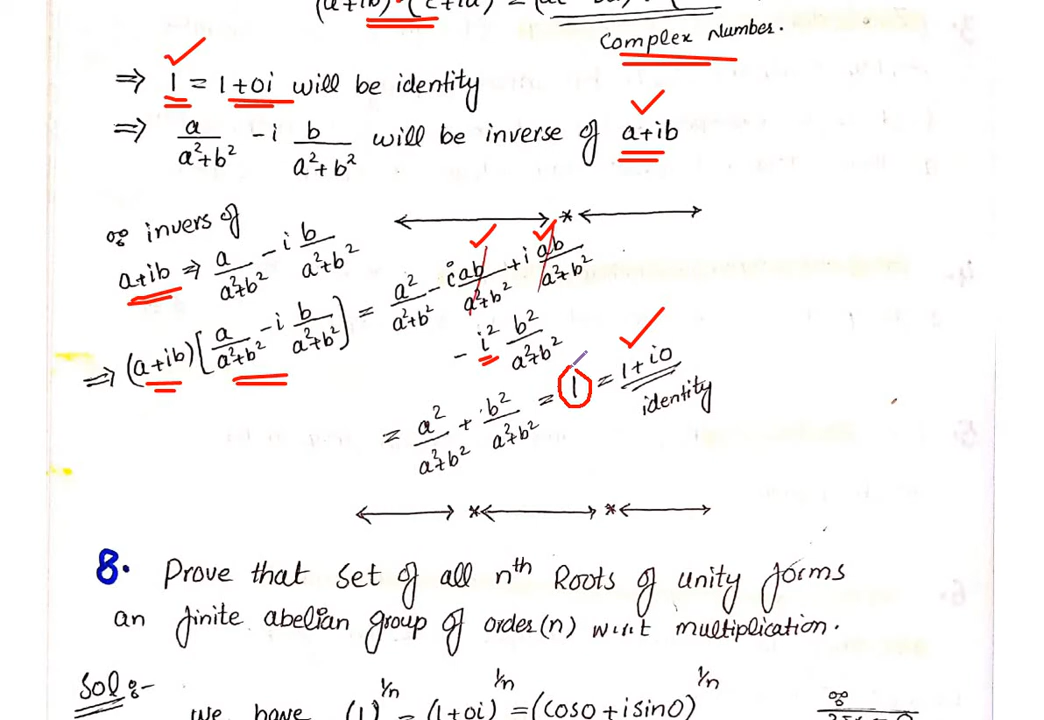 (a+ib)·(c+id) =
Complex Number.
⇒ 1 = 1+0i will be identity
⇒ a/(a²+b²) - i b/(a²+b²) will be inverse of a+ib
∴ invers of
a+ib ⇒ a/(a²+b²) - i b/(a²+b²)
⇒ (a+ib)[a/(a²+b²) - i b/(a²+b²)] = a²/(a²+b²) - i ab/(a²+b²) + i ab/(a²+b²)
- i² b²/(a²+b²)
= a²/(a²+b²) + b²/(a²+b²) = 1 = 1+i0
identity
8. Prove that set of all nth Roots of unity forms
an finite abelian group of order(n) w.r.t multiplication.
Sol:-
We have (1)^1/n = (1+0i)^1/n = (cos0+isin0)^1/n